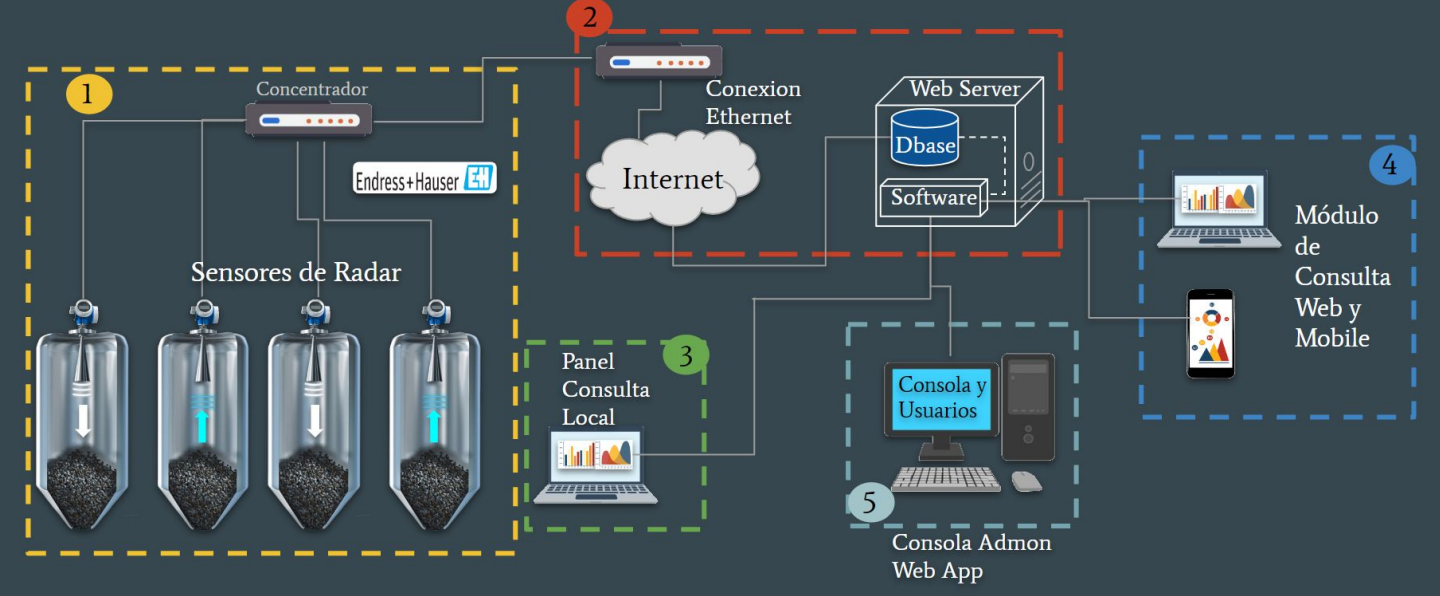 1
Concentrador
Endress+Hauser EH
Sensores de Radar
2
Conexion
Ethernet
Internet
Web Server
Dbase
Software
3
Panel
Consulta
Local
4
Módulo
de
Consulta
Web y
Mobile
Consola y
Usuarios
5
Consola Admon
Web App